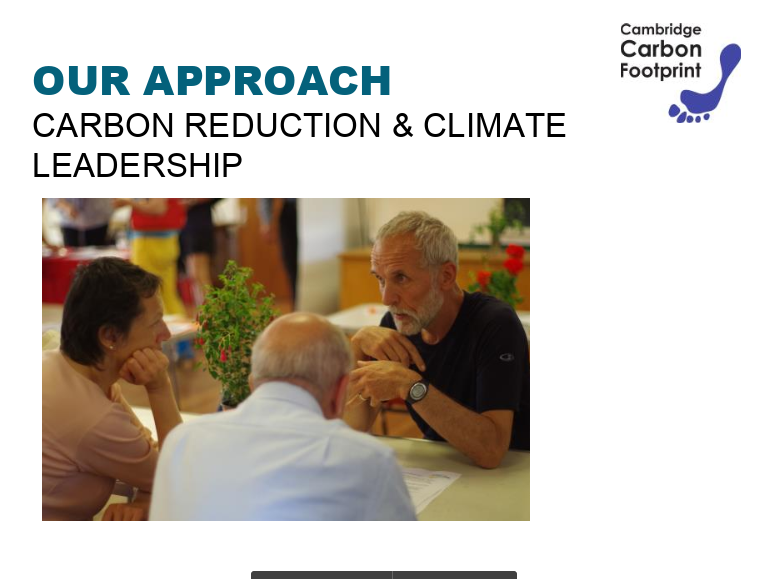 Cambridge
Carbon
Footprint
OUR APPROACH
CARBON REDUCTION & CLIMATE
LEADERSHIP